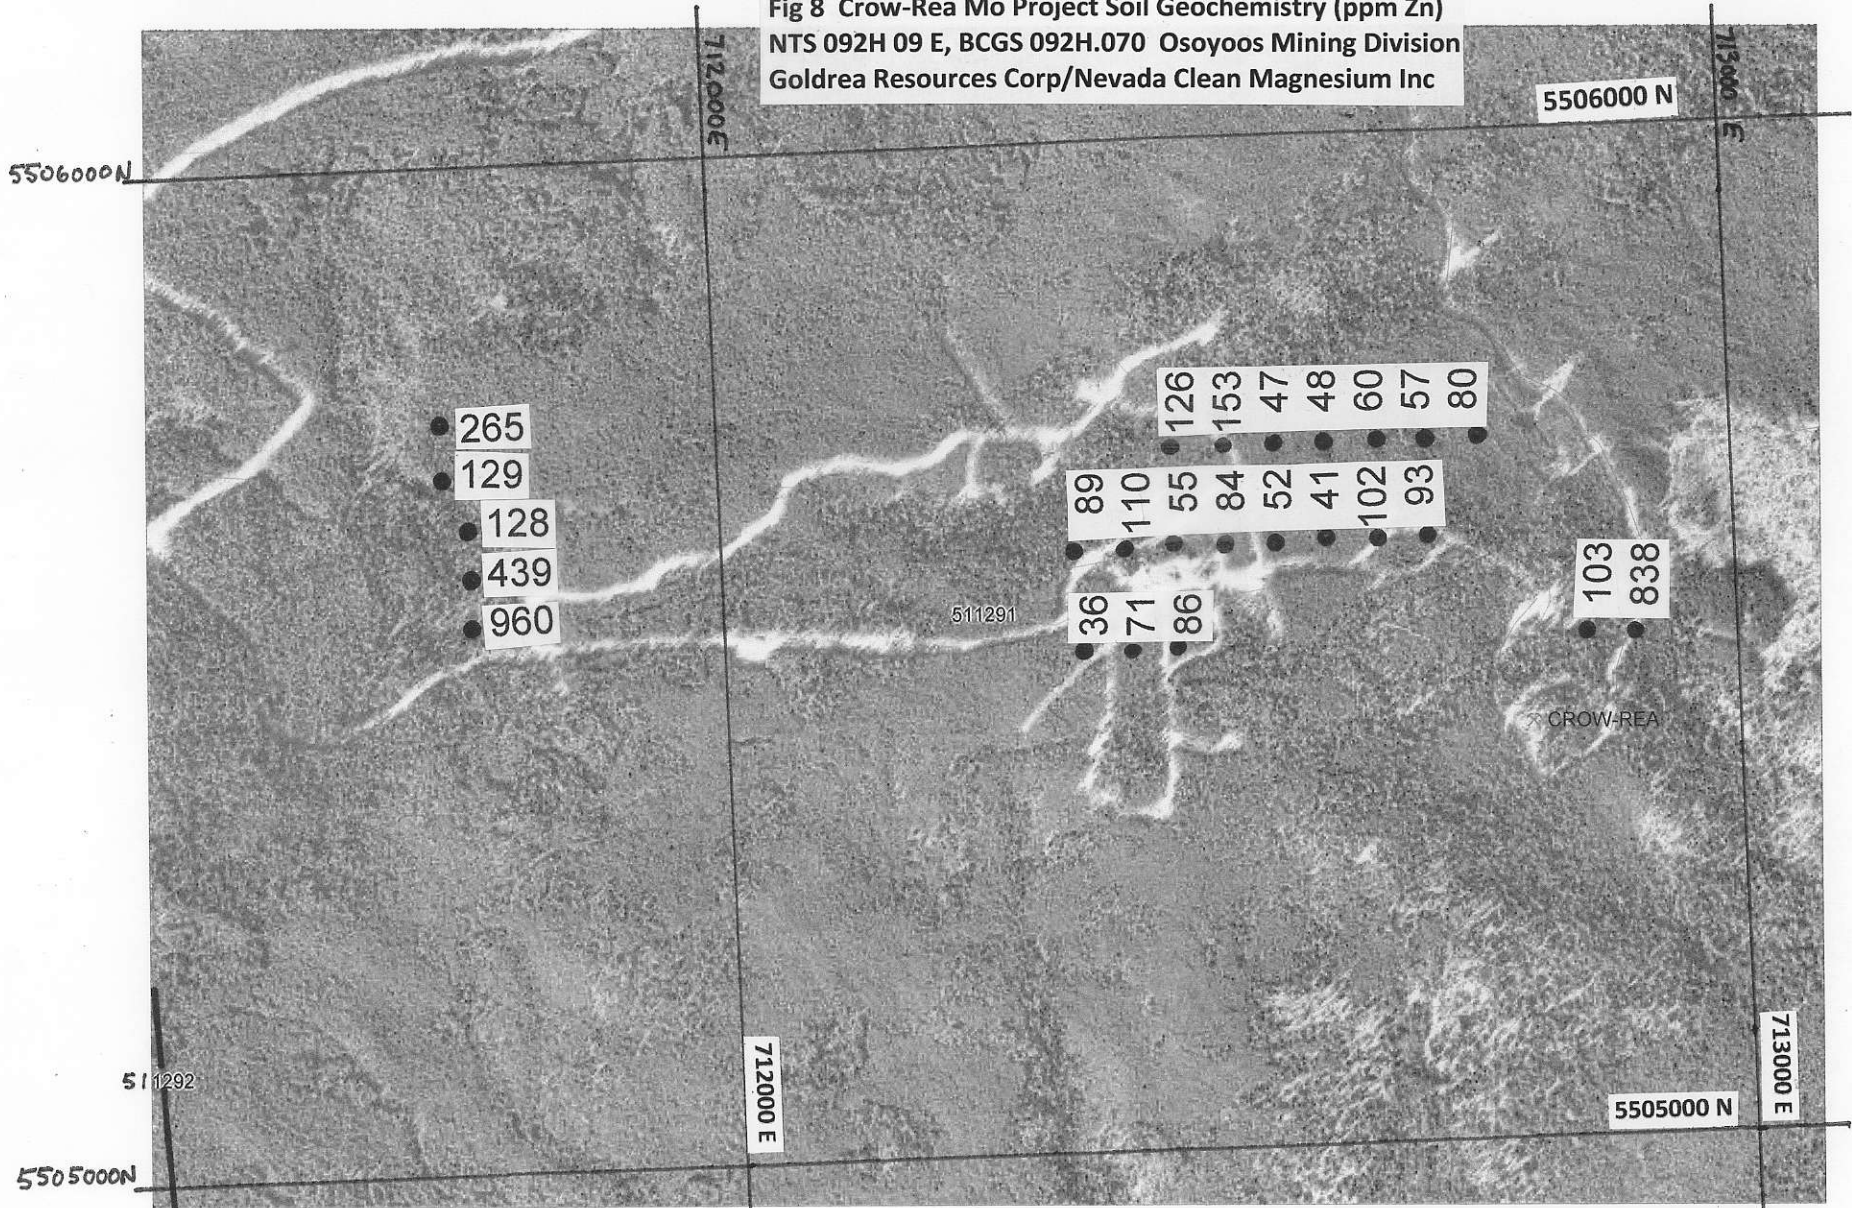 Fig 8 Crow-Rea Mo Project Soil Geochemistry (ppm Zn)
NTS 092H 09 E, BCGS 092H.070 Osoyoos Mining Division
Goldrea Resources Corp/Nevada Clean Magnesium Inc
712000E
713000 E
5506000 N
5506000N
126 153 47 48 60 57 80
265
129
89 110 55 84 52 41 102 93
128
439
960
103 838
511291
36 71 86
CROW-REA
511292
712000 E
713000 E
5505000 N
5505000N